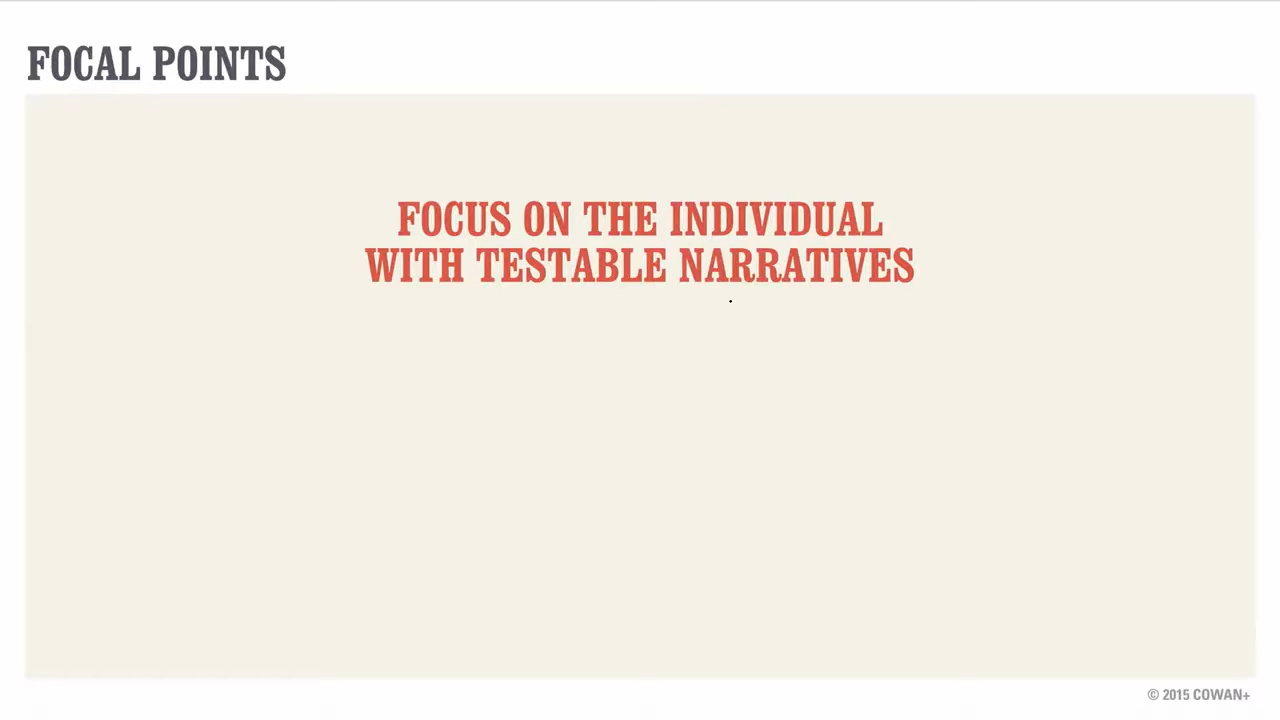 FOCAL POINTS
FOCUS ON THE INDIVIDUAL
WITH TESTABLE NARRATIVES
© 2015 COWAN+